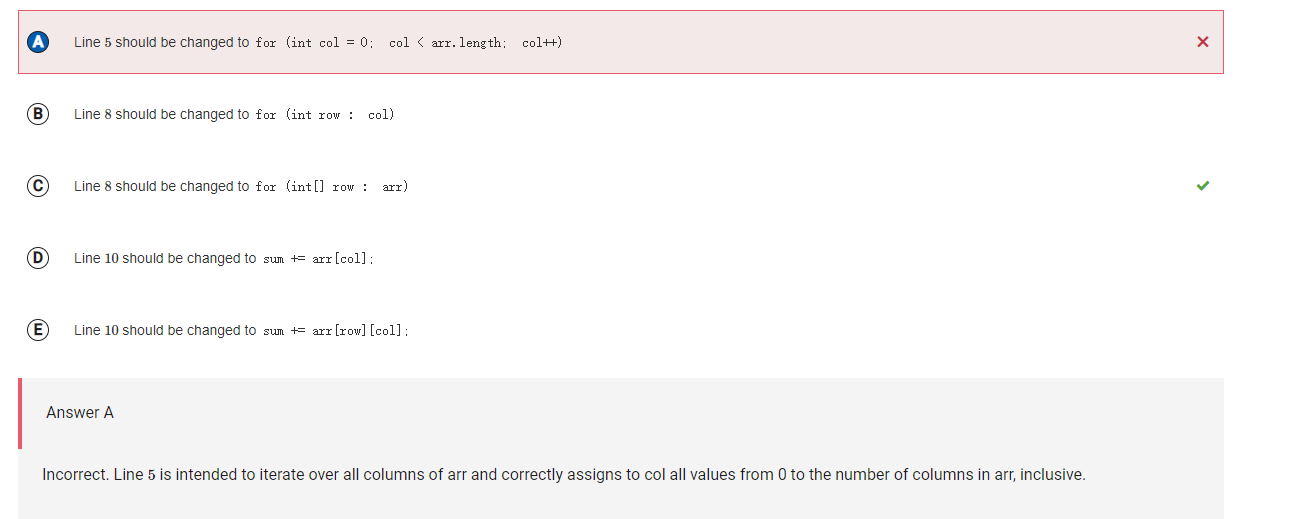 A Line 5 should be changed to for (int col = 0; col < arr.length; col++)
B Line 8 should be changed to for (int row : col)
C Line 8 should be changed to for (int[] row : arr)
D Line 10 should be changed to sum += arr[col];
E Line 10 should be changed to sum += arr[row][col];
Answer A
Incorrect. Line 5 is intended to iterate over all columns of arr and correctly assigns to col all values from 0 to the number of columns in arr, inclusive.